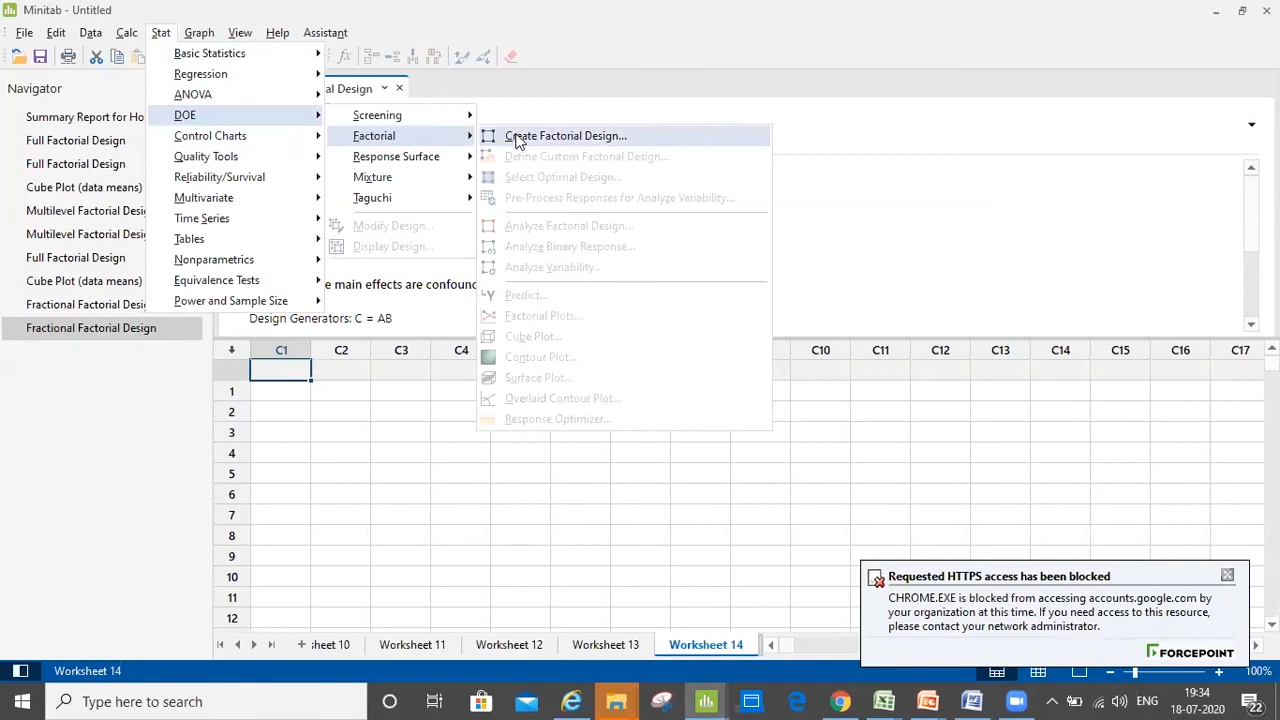 Minitab - Untitled
File Edit Data Calc Stat Graph View Help Assistant
Navigator
Summary Report for Ho
Full Factorial Design
Full Factorial Design
Cube Plot (data means)
Multilevel Factorial Desi
Multilevel Factorial Desi
Full Factorial Design
Cube Plot (data means)
Fractional Factorial Desig
Fractional Factorial Design
Basic Statistics
Regression
ANOVA
DOE
Control Charts
Quality Tools
Reliability/Survival
Multivariate
Time Series
Tables
Nonparametrics
Equivalence Tests
Power and Sample Size
al Design
Screening
Factorial
Response Surface
Mixture
Taguchi
Modify Design...
Display Design...
Create Factorial Design...
Define Custom Factorial Design...
Select Optimal Design...
Pre-Process Responses for Analyze Variability...
Analyze Factorial Design...
Analyze Binary Response...
Analyze Variability...
Predict...
Factorial Plots...
Cube Plot...
Contour Plot...
Surface Plot...
Overlaid Contour Plot...
Response Optimizer...
e main effects are confoun
Design Generators: C = AB
C1 C2 C3 C4 C10 C11 C12 C13 C14 C15 C16 C17
1
2
3
4
5
6
7
8
9
10
11
12
Requested HTTPS access has been blocked
CHROME.EXE is blocked from accessing accounts.google.com by
your organization at this time. If you need access to this resource,
please contact your network administrator.
FORCEPOINT
sheet 10 Worksheet 11 Worksheet 12 Worksheet 13 Worksheet 14
Worksheet 14
100%
Type here to search
ENG
19:34
18-07-2020
22